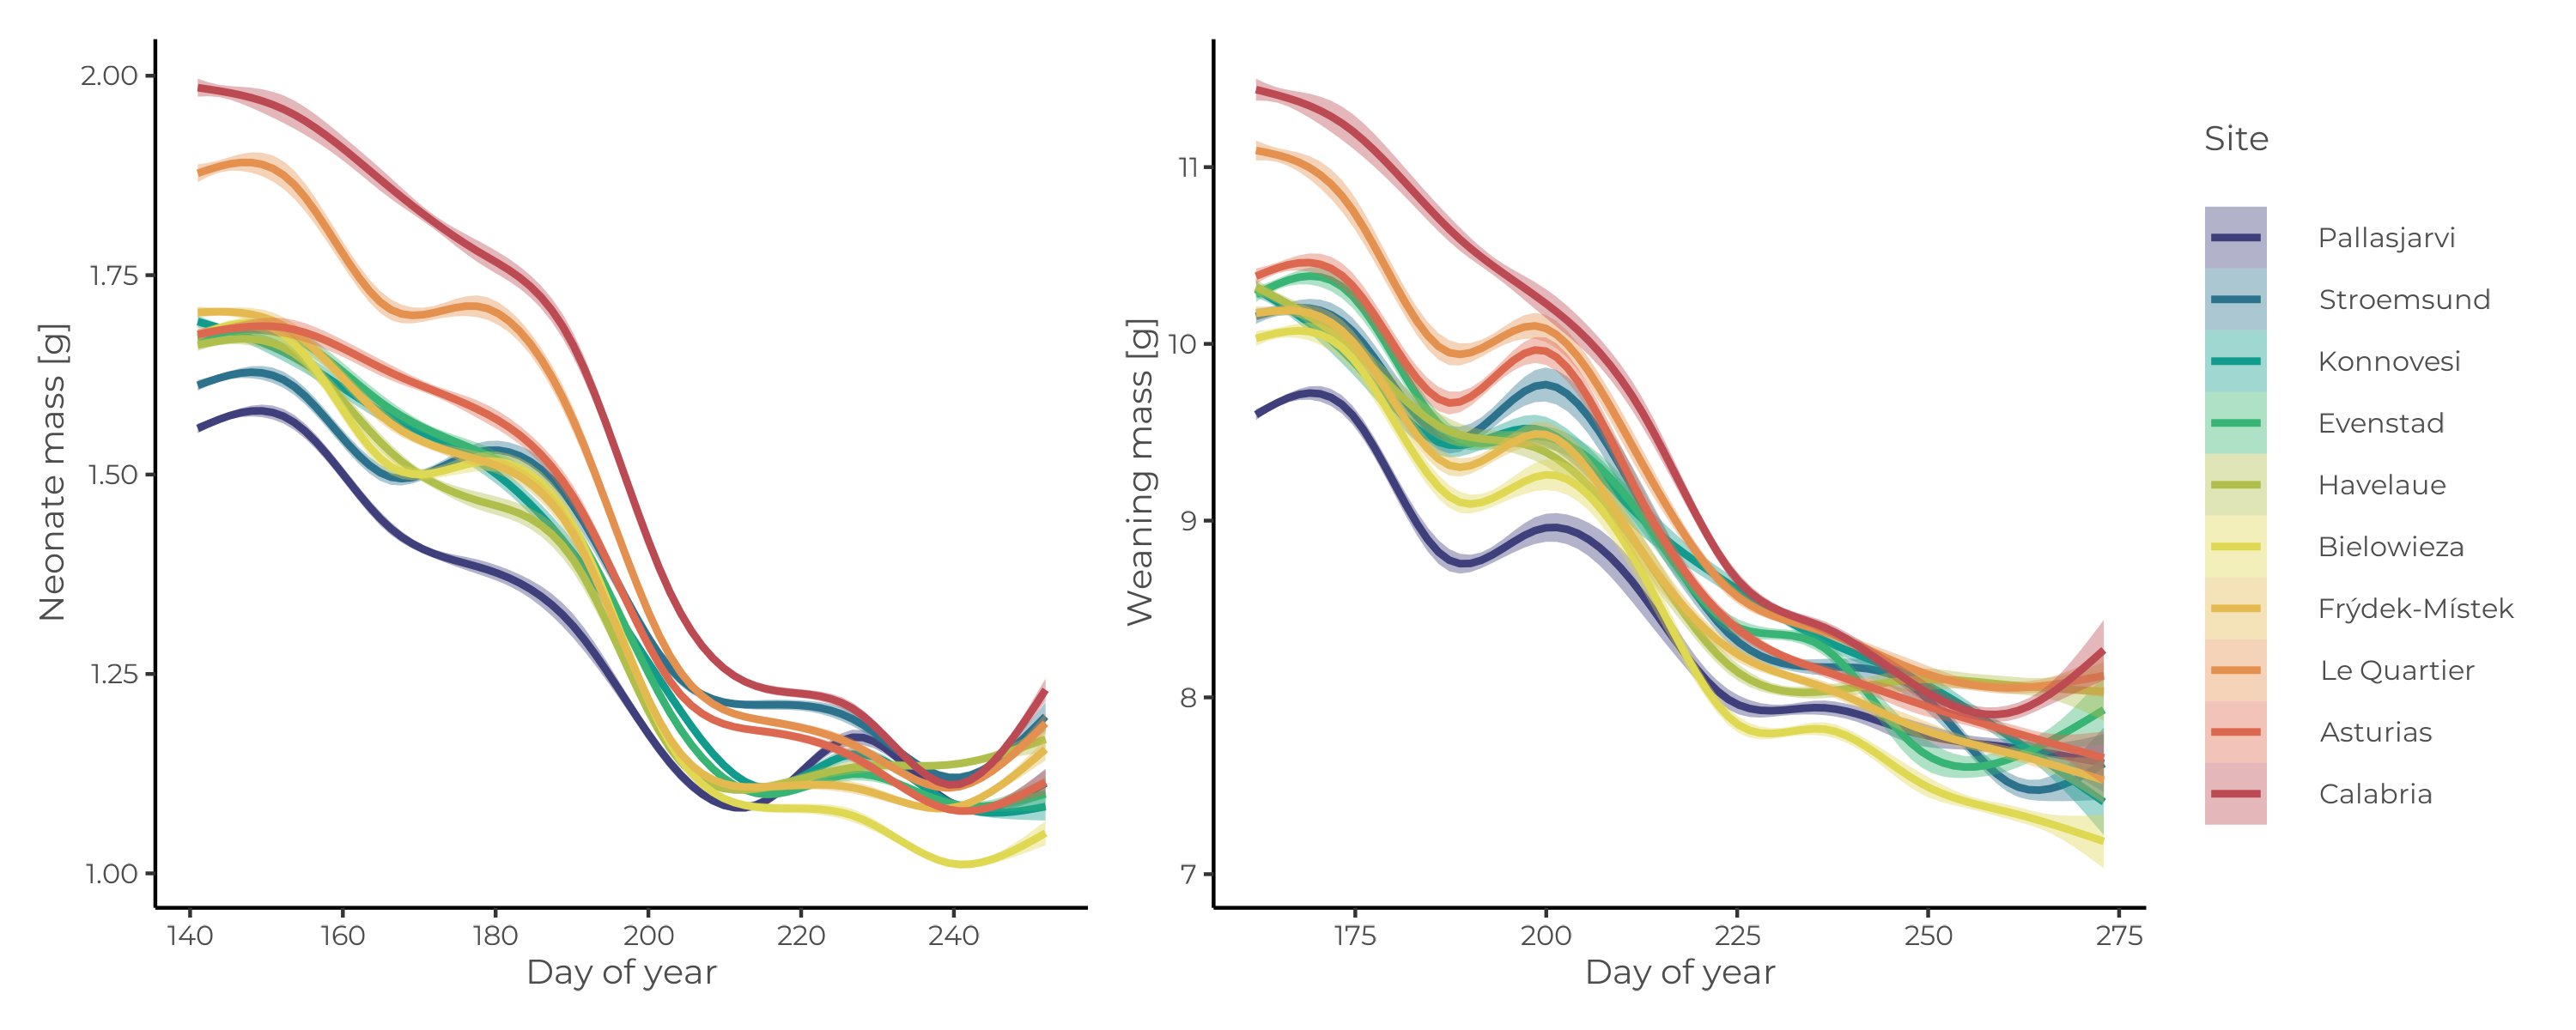 Neonate mass [g]
2.00
1.75
1.50
1.25
1.00
140 160 180 200 220 240
Day of year
Weaning mass [g]
11
10
9
8
7
175 200 225 250 275
Day of year
Site
Pallasjarvi
Stroemsund
Konnovesi
Evenstad
Havelaue
Bielowieza
Frýdek-Místek
Le Quartier
Asturias
Calabria